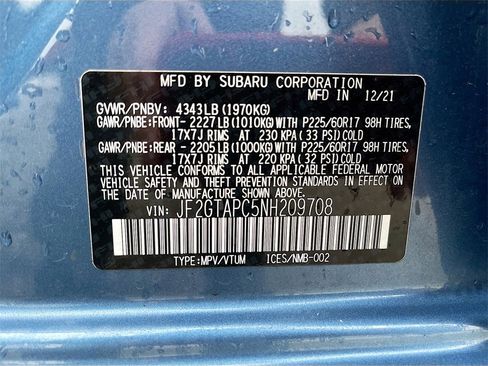 MFD BY SUBARU CORPORATION
GVWR/PNBV: 4343LB (1970KG) MFD/FAB.IN 12/21
GAWR/PNBE:FRONT- 2227LB (1010KG)WITH P225/60R17 98H TIRES,
17X7J RIMS AT 230 KPA (33 PSI)COLD
GAWR/PNBE:REAR - 2205LB (1000KG)WITH P225/60R17 98H TIRES,
17X7J RIMS AT 220 KPA (32 PSI)COLD
THIS VEHICLE CONFORMS TO ALL APPLICABLE FEDERAL MOTOR
VEHICLE SAFETY AND THEFT PREVENTION STANDARDS IN EFFECT ON THE DATE OF
MFR SHOWN ABOVE.
VIN: JF2GTAPC5NH209708
TYPE:MPV/VTUM ICES/NMB-002